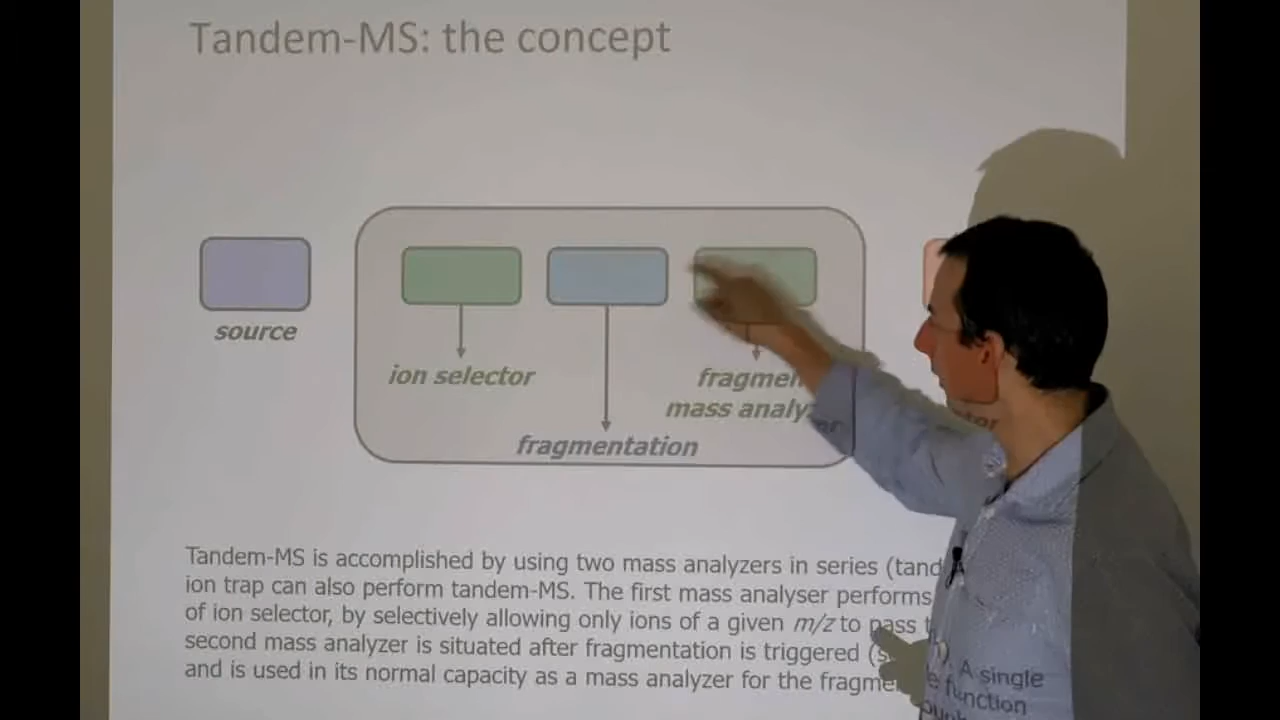 Tandem-MS: the concept
source
ion selector
fragmen
mass analyz
fragmentation
Tandem-MS is accomplished by using two mass analyzers in series (tand A single
ion trap can also perform tandem-MS. The first mass analyser performs function
of ion selector, by selectively allowing only ions of a given m/z to pass
second mass analyzer is situated after fragmentation is triggered
and is used in its normal capacity as a mass analyzer for the fragme